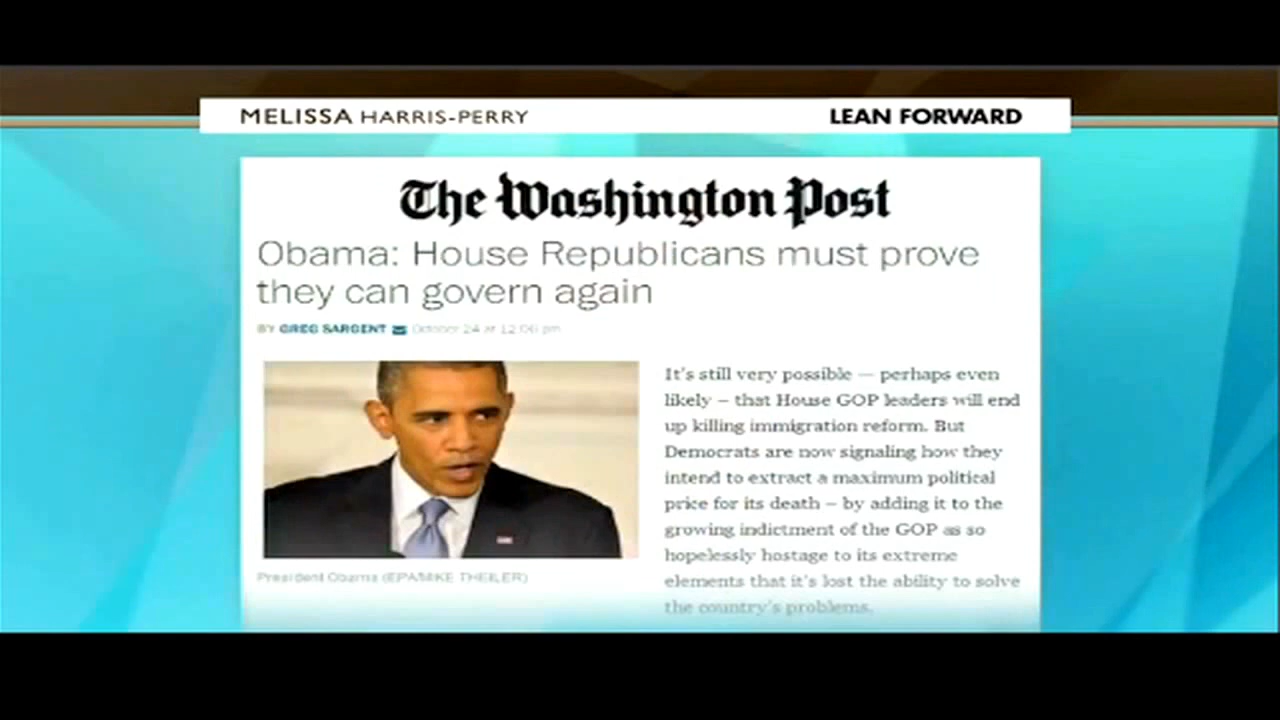 MELISSA HARRIS-PERRY
LEAN FORWARD
The Washington Post
Obama: House Republicans must prove
they can govern again
BY GREG SARGENT October 24 at 12:06 pm
It's still very possible — perhaps even
likely — that House GOP leaders will end
up killing immigration reform. But
Democrats are now signaling how they
intend to extract a maximum political
price for its death — by adding it to the
growing indictment of the GOP as so
hopelessly hostage to its extreme
elements that it's lost the ability to solve
the country's problems.
President Obama (EPA/MIKE THEILER)